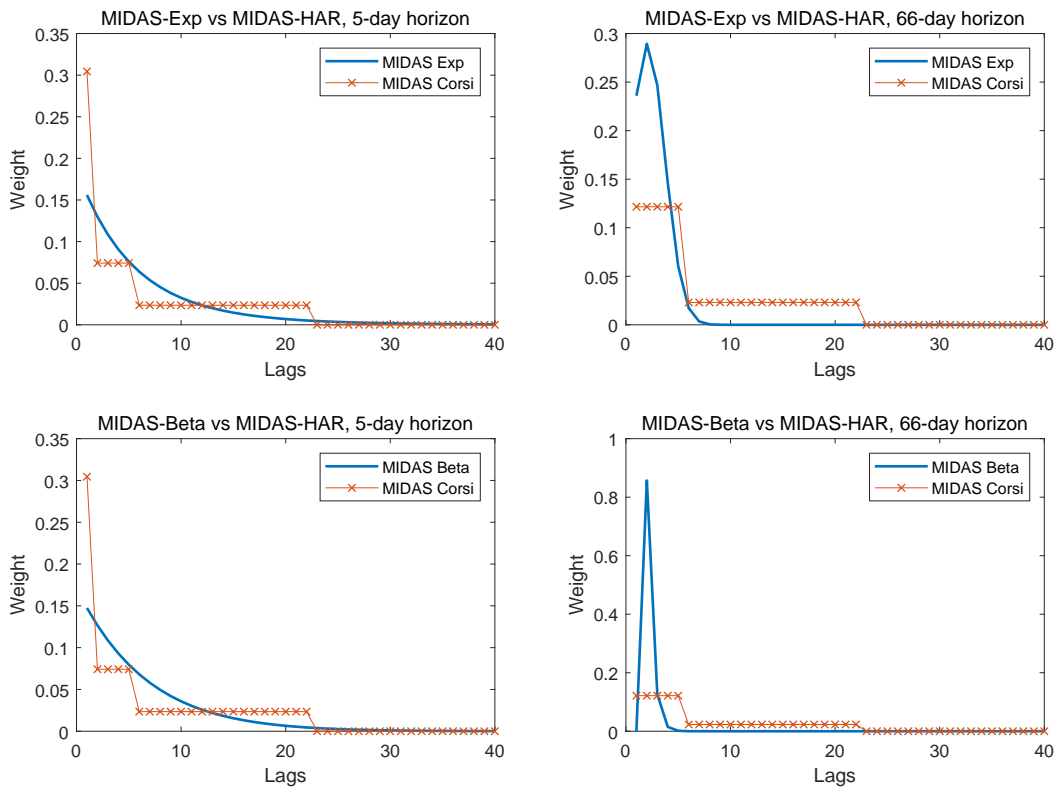 MIDAS-Exp vs MIDAS-HAR, 5-day horizon
0.35
0.3
0.25
0.2
0.15
0.1
0.05
0
Weight
MIDAS Exp
MIDAS Corsi
0 10 20 30 40
Lags
MIDAS-Exp vs MIDAS-HAR, 66-day horizon
0.3
0.25
0.2
0.15
0.1
0.05
0
Weight
MIDAS Exp
MIDAS Corsi
0 10 20 30 40
Lags
MIDAS-Beta vs MIDAS-HAR, 5-day horizon
0.35
0.3
0.25
0.2
0.15
0.1
0.05
0
Weight
MIDAS Beta
MIDAS Corsi
0 10 20 30 40
Lags
MIDAS-Beta vs MIDAS-HAR, 66-day horizon
1
0.8
0.6
0.4
0.2
0
Weight
MIDAS Beta
MIDAS Corsi
0 10 20 30 40
Lags